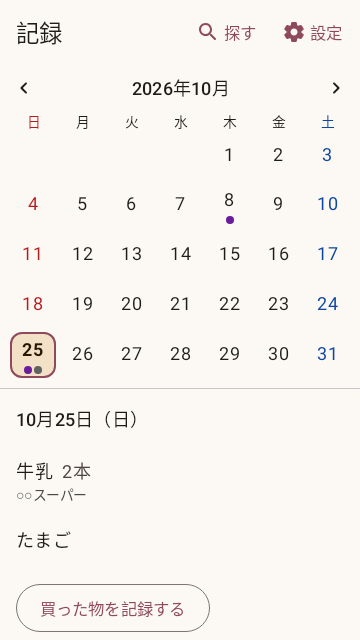 記録 探す 設定
2026年10月
日 月 火 水 木 金 土
1 2 3
4 5 6 7 8 9 10
11 12 13 14 15 16 17
18 19 20 21 22 23 24
25 26 27 28 29 30 31
10月25日（日）
牛乳 2本
○○スーパー
たまご
買った物を記録する